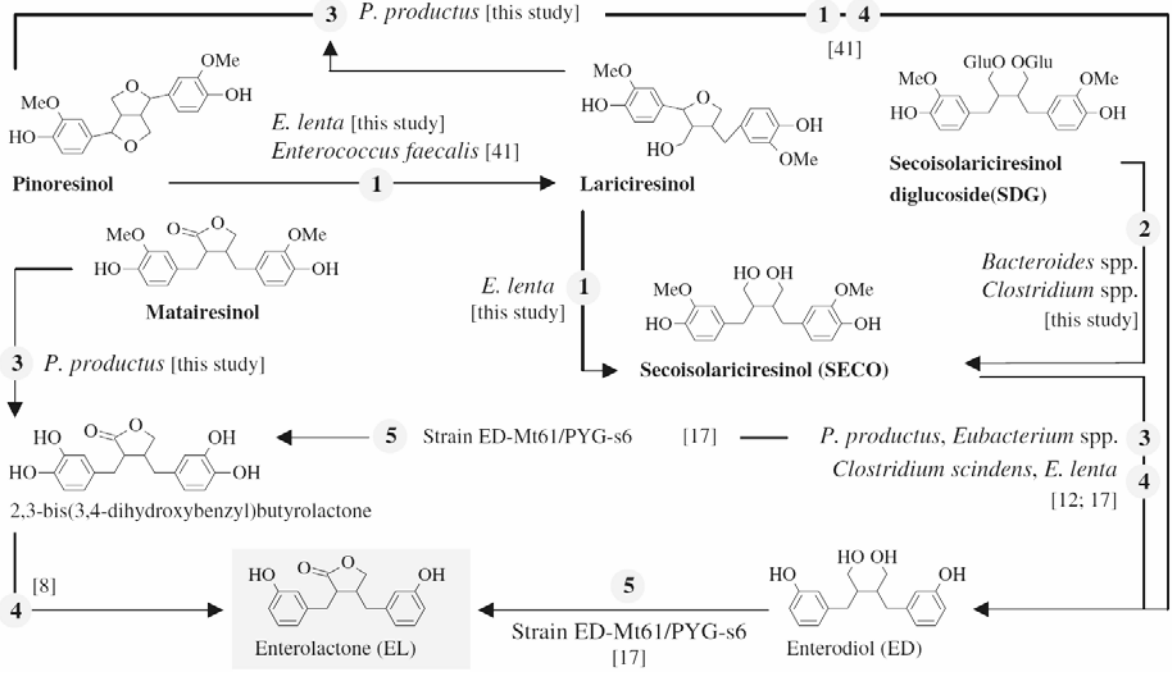 3 P. productus [this study] 1 4
[41]
OMe
O
OH
MeO
HO
O
Pinoresinol
E. lenta [this study]
Enterococcus faecalis [41]
1
MeO
HO
O
OH
HO
OMe
Lariciresinol
GluO OGlu
MeO OMe
HO OH
Secoisolariciresinol
diglucoside(SDG)
2
Bacteroides spp.
Clostridium spp.
[this study]
O O
MeO OMe
HO OH
Matairesinol
E. lenta 1
[this study]
HO OH
MeO OMe
HO OH
Secoisolariciresinol (SECO)
3 P. productus [this study]
O O
HO OH
HO OH
2,3-bis(3,4-dihydroxybenzyl)butyrolactone
5 Strain ED-Mt61/PYG-s6 [17]
P. productus, Eubacterium spp. 3
Clostridium scindens, E. lenta 4
[12; 17]
[8]
4
O O
HO OH
Enterolactone (EL)
5
Strain ED-Mt61/PYG-s6
[17]
HO OH
HO OH
Enterodiol (ED)